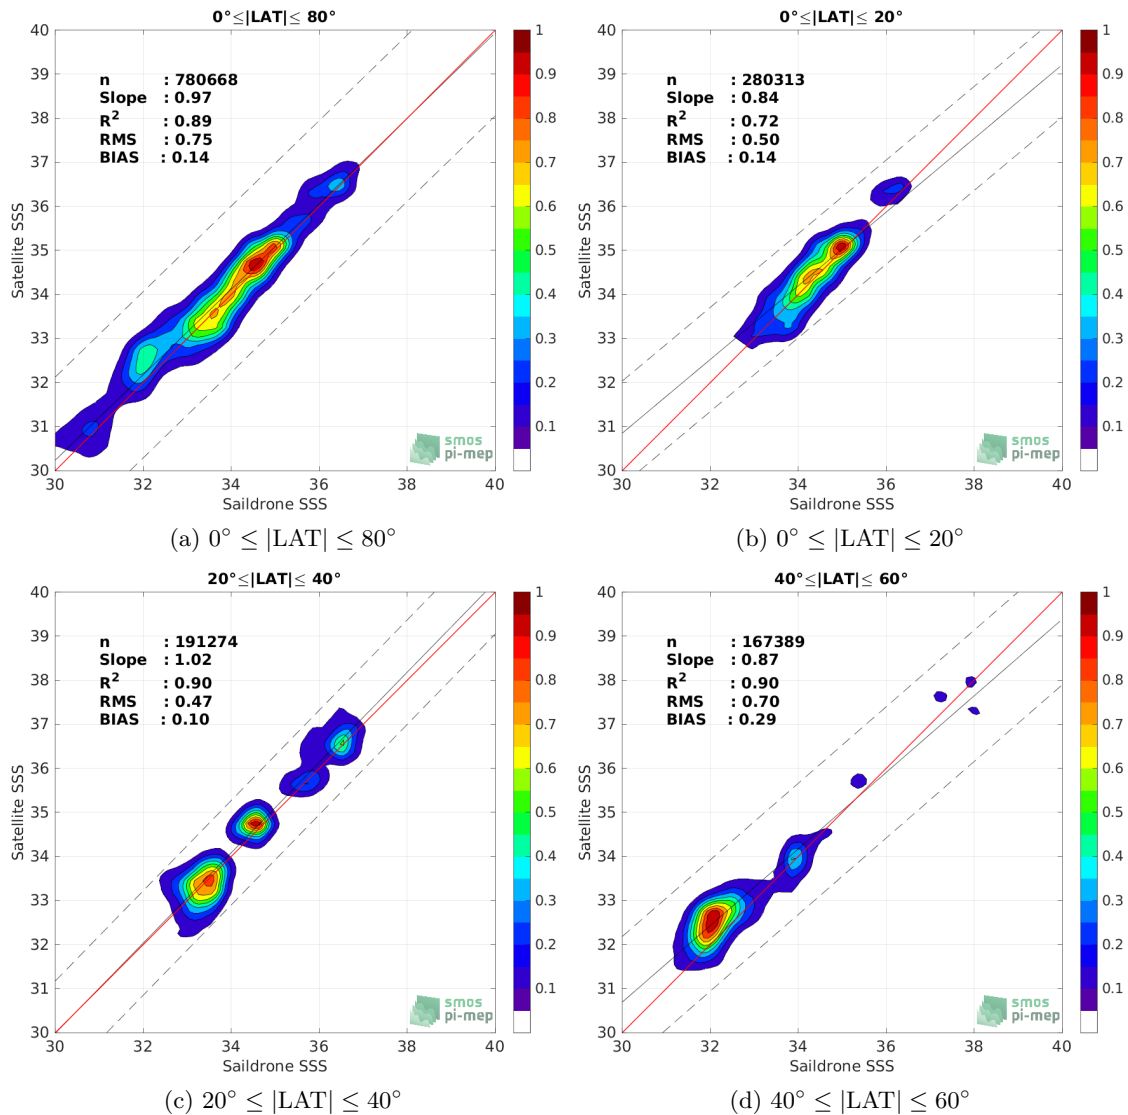 0°≤|LAT|≤ 80°
40
39
38
37
36
35
34
33
32
31
30
n : 780668
Slope : 0.97
R² : 0.89
RMS : 0.75
BIAS : 0.14
1
0.9
0.8
0.7
0.6
0.5
0.4
0.3
0.2
0.1
smos
pi-mep
30 32 34 36 38 40
Satellite SSS
Saildrone SSS
(a) 0° ≤ |LAT| ≤ 80°
0°≤|LAT|≤ 20°
40
39
38
37
36
35
34
33
32
31
30
n : 280313
Slope : 0.84
R² : 0.72
RMS : 0.50
BIAS : 0.14
1
0.9
0.8
0.7
0.6
0.5
0.4
0.3
0.2
0.1
smos
pi-mep
30 32 34 36 38 40
Satellite SSS
Saildrone SSS
(b) 0° ≤ |LAT| ≤ 20°
20°≤|LAT|≤ 40°
40
39
38
37
36
35
34
33
32
31
30
n : 191274
Slope : 1.02
R² : 0.90
RMS : 0.47
BIAS : 0.10
1
0.9
0.8
0.7
0.6
0.5
0.4
0.3
0.2
0.1
smos
pi-mep
30 32 34 36 38 40
Satellite SSS
Saildrone SSS
(c) 20° ≤ |LAT| ≤ 40°
40°≤|LAT|≤ 60°
40
39
38
37
36
35
34
33
32
31
30
n : 167389
Slope : 0.87
R² : 0.90
RMS : 0.70
BIAS : 0.29
1
0.9
0.8
0.7
0.6
0.5
0.4
0.3
0.2
0.1
smos
pi-mep
30 32 34 36 38 40
Satellite SSS
Saildrone SSS
(d) 40° ≤ |LAT| ≤ 60°